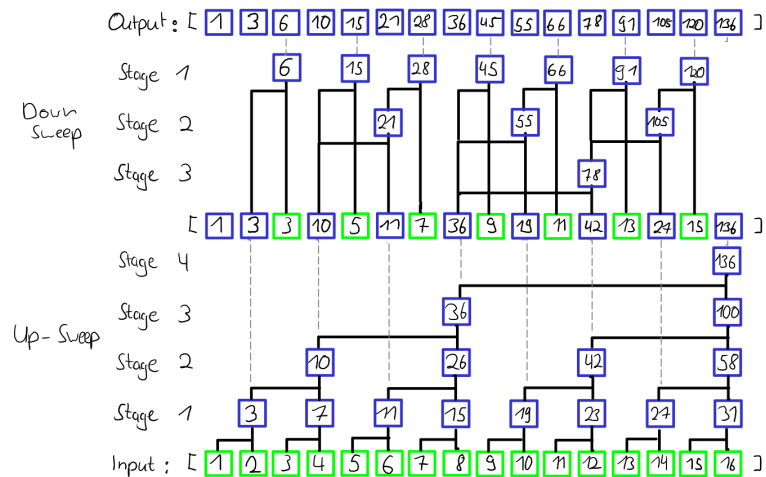 Output: [ 1 3 6 10 15 21 28 36 45 55 66 78 91 105 120 136 ]
Stage 1 6 15 28 45 66 91 120
Down Sweep
Stage 2 21 55 105
Stage 3 78
[ 1 3 3 10 5 11 7 36 9 19 11 42 13 27 15 136 ]
Stage 4 136
Stage 3 36 100
Up-Sweep
Stage 2 10 26 42 58
Stage 1 3 7 11 15 19 23 27 31
Input: [ 1 2 3 4 5 6 7 8 9 10 11 12 13 14 15 16 ]